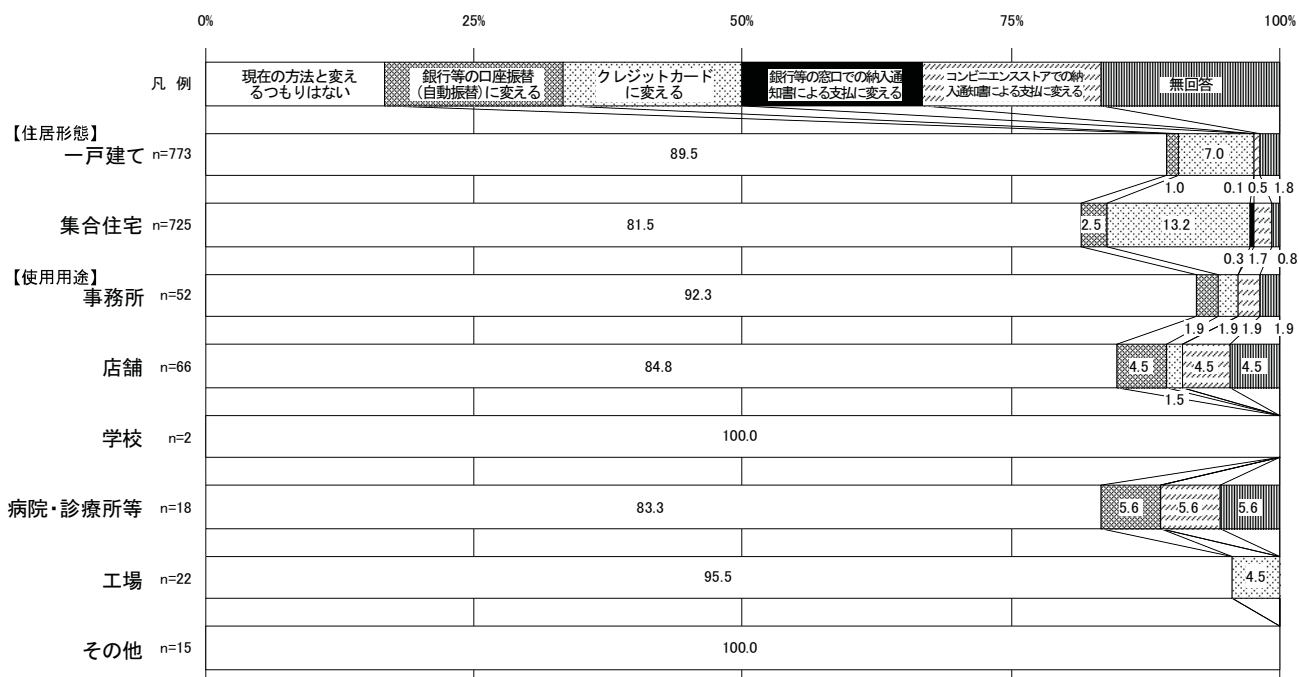 0% 25% 50% 75% 100%
凡 例
現在の方法と変え
るつもりはない
銀行等の口座振替
(自動振替)に変える
クレジットカード
に変える
銀行等の窓口での納入通
知書による支払に変える
コンビニエンスストアでの納
入通知書による支払に変える
無回答
【住居形態】
一戸建て n=773 89.5 7.0
1.0 0.1 0.5 1.8
集合住宅 n=725 81.5 2.5 13.2
0.3 1.7 0.8
【使用用途】
事務所 n=52 92.3
1.9 1.9 1.9 1.9
店舗 n=66 84.8 4.5 4.5 4.5
1.5
学校 n=2 100.0
病院・診療所等 n=18 83.3 5.6 5.6 5.6
工場 n=22 95.5 4.5
その他 n=15 100.0